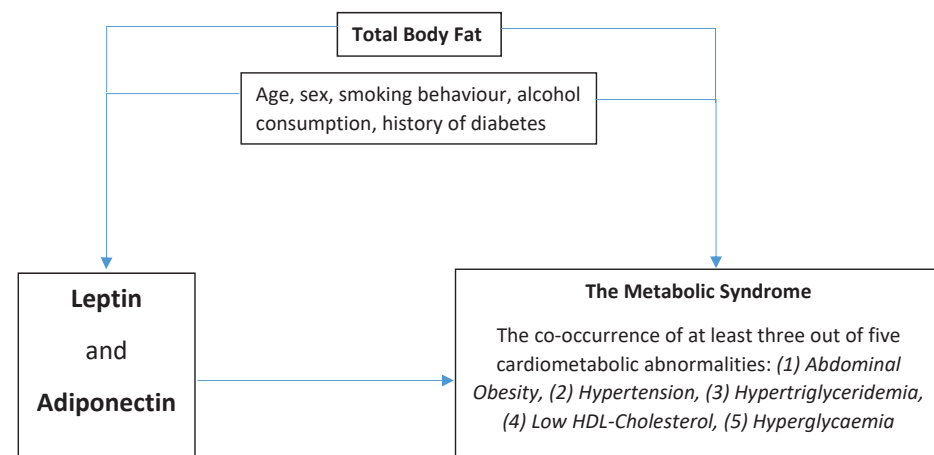 Total Body Fat
Age, sex, smoking behaviour, alcohol
consumption, history of diabetes
Leptin
and
Adiponectin
The Metabolic Syndrome
The co-occurrence of at least three out of five
cardiometabolic abnormalities: (1) Abdominal
Obesity, (2) Hypertension, (3) Hypertriglyceridemia,
(4) Low HDL-Cholesterol, (5) Hyperglycaemia